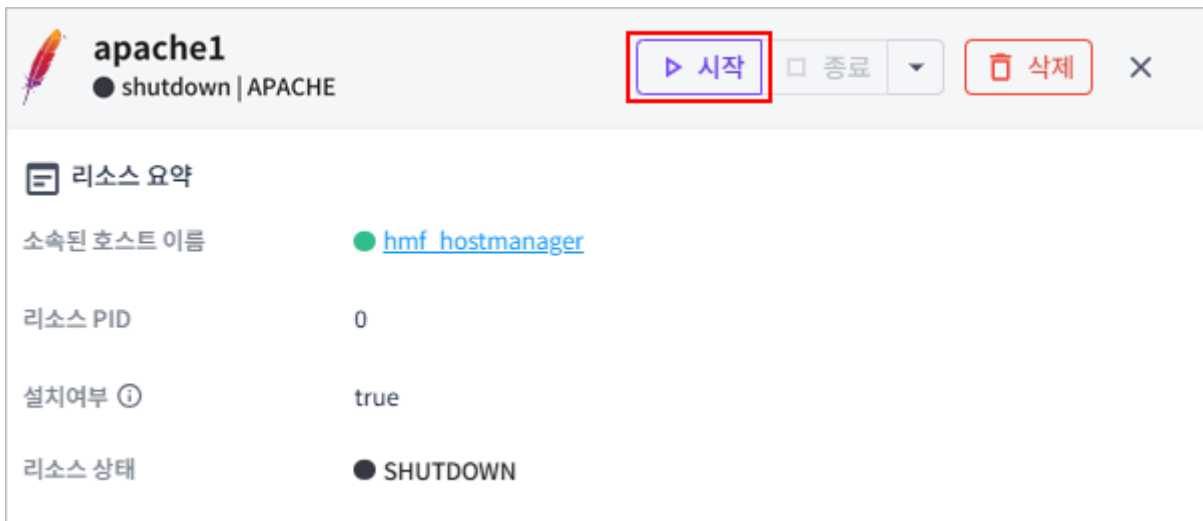 apache1
시작
종료
삭제
shutdown | APACHE
리소스 요약
소속된 호스트 이름
hmf_hostmanager
리소스 PID
0
설치여부
true
리소스 상태
SHUTDOWN